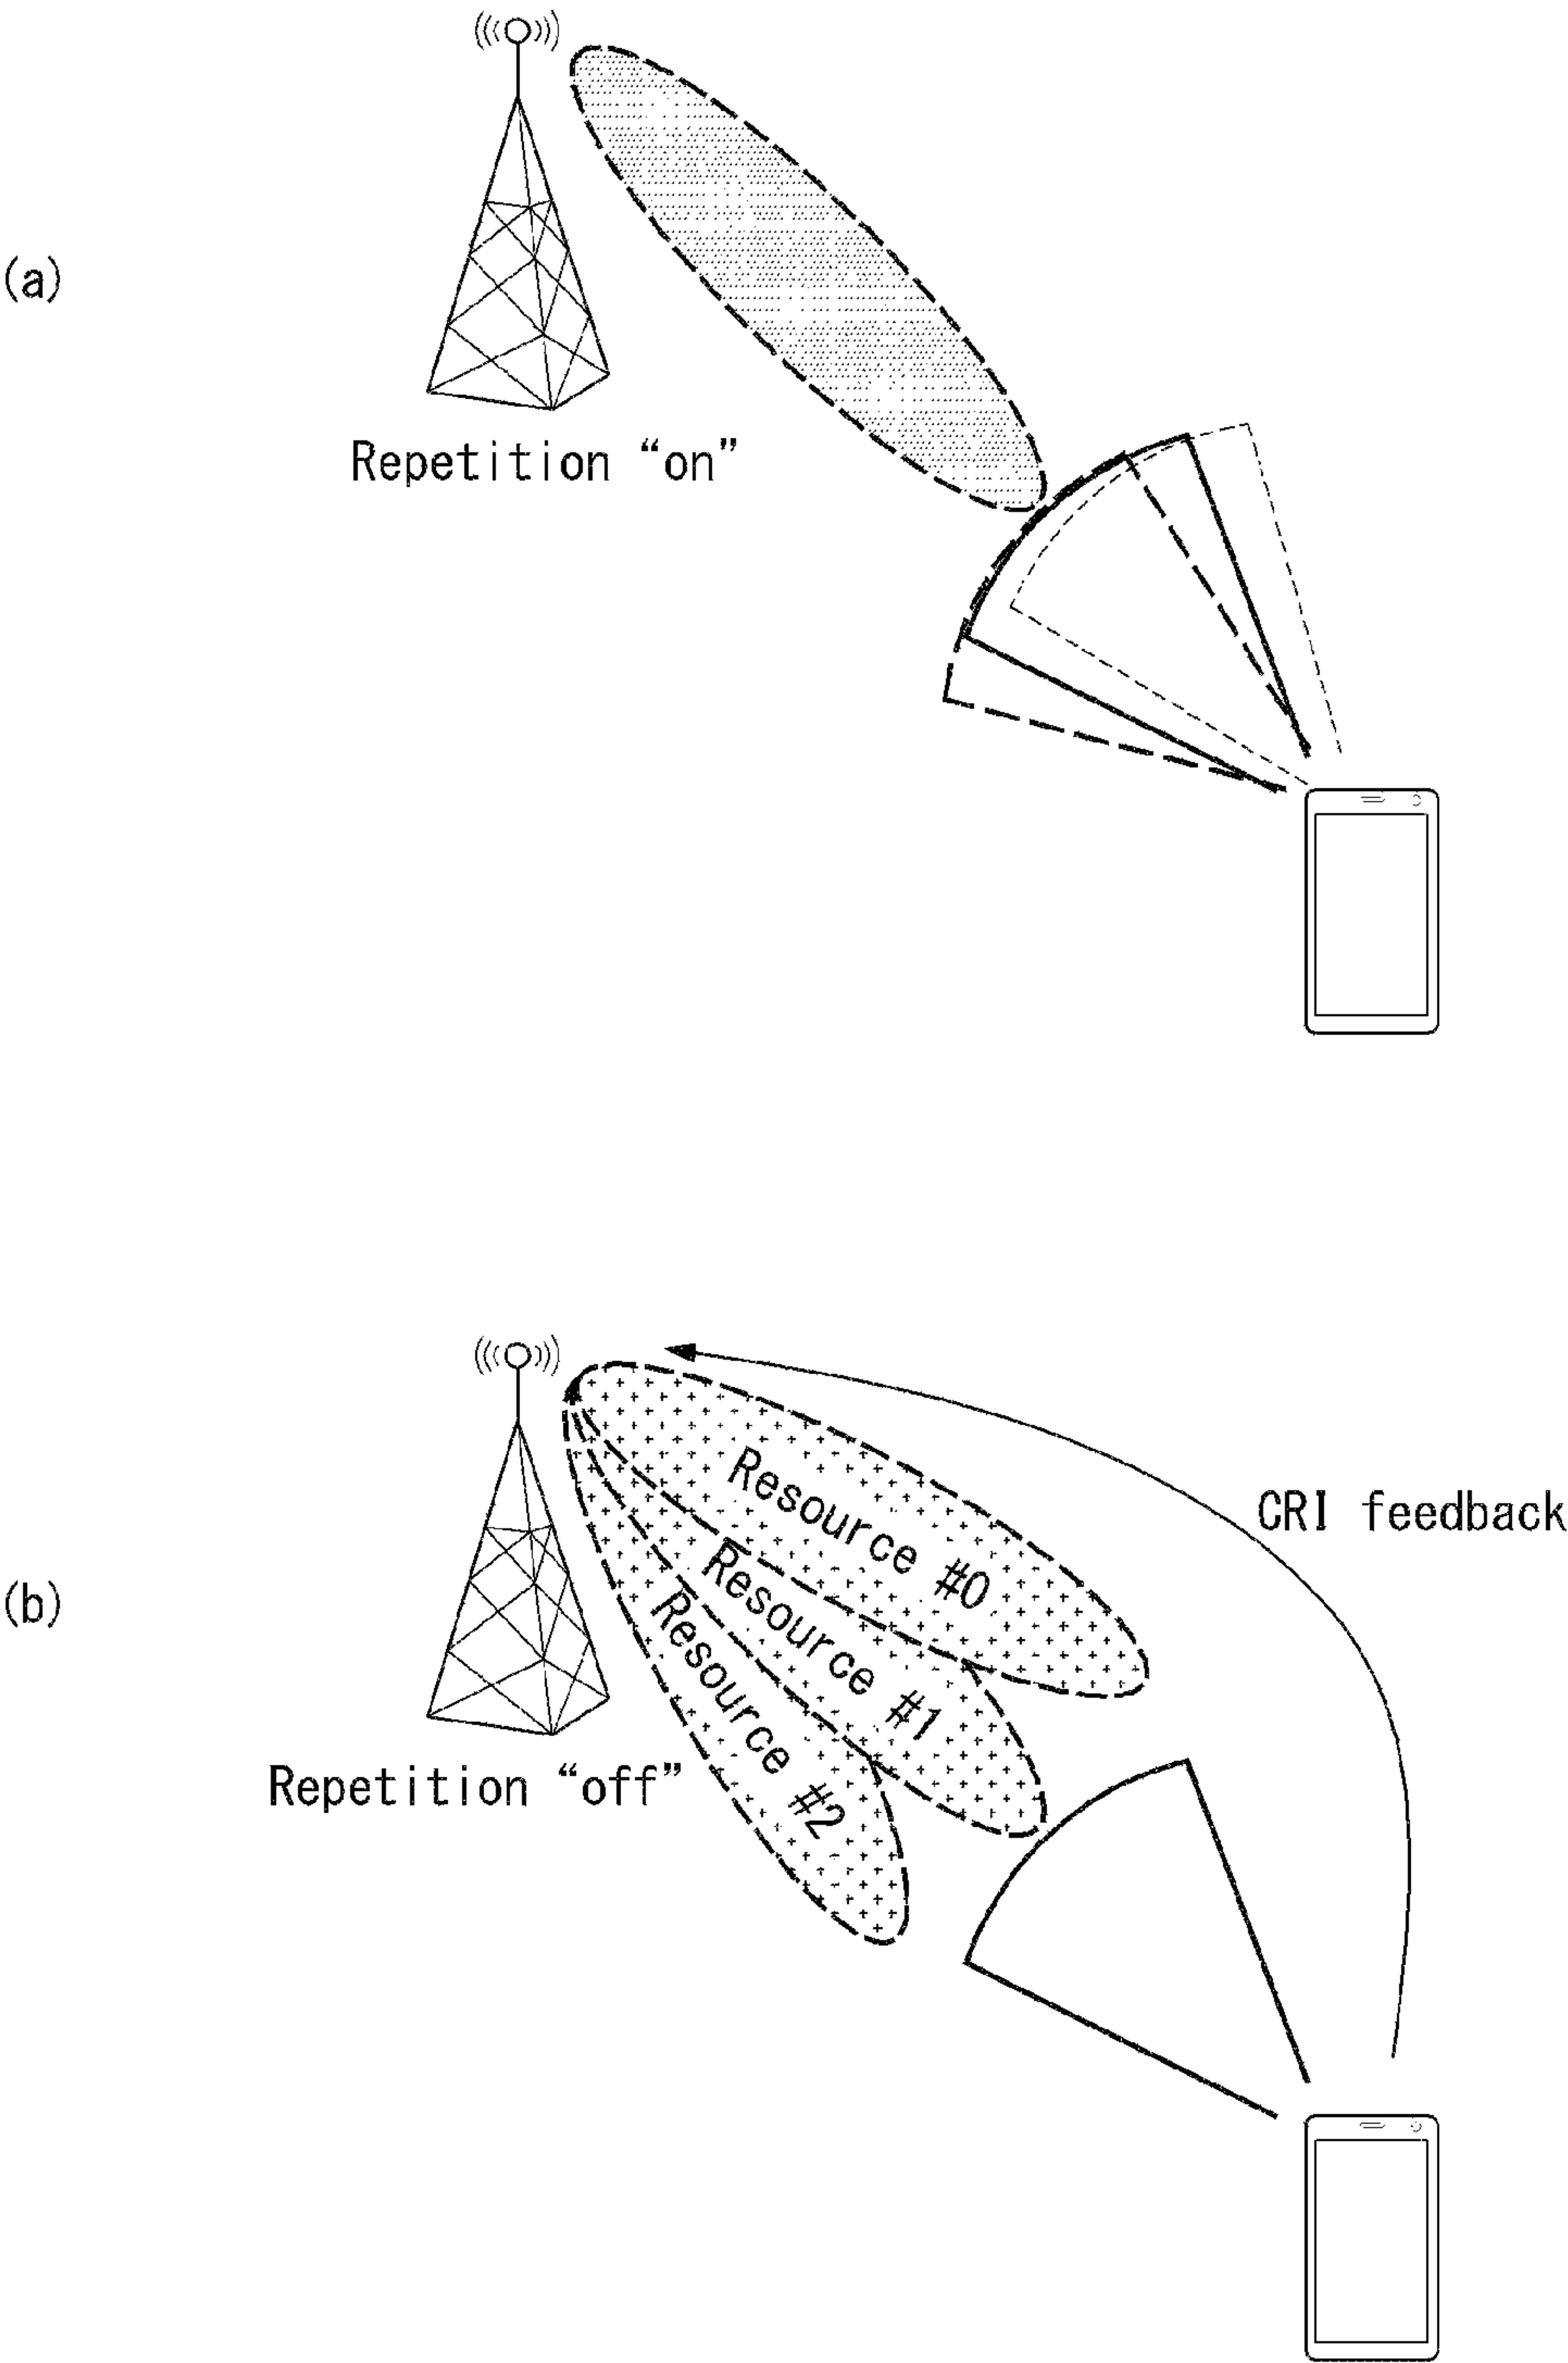 (a)
Repetition “on”
CRI feedback
Resource #0
Resource #1
(b)
Resource #2
Repetition “off”